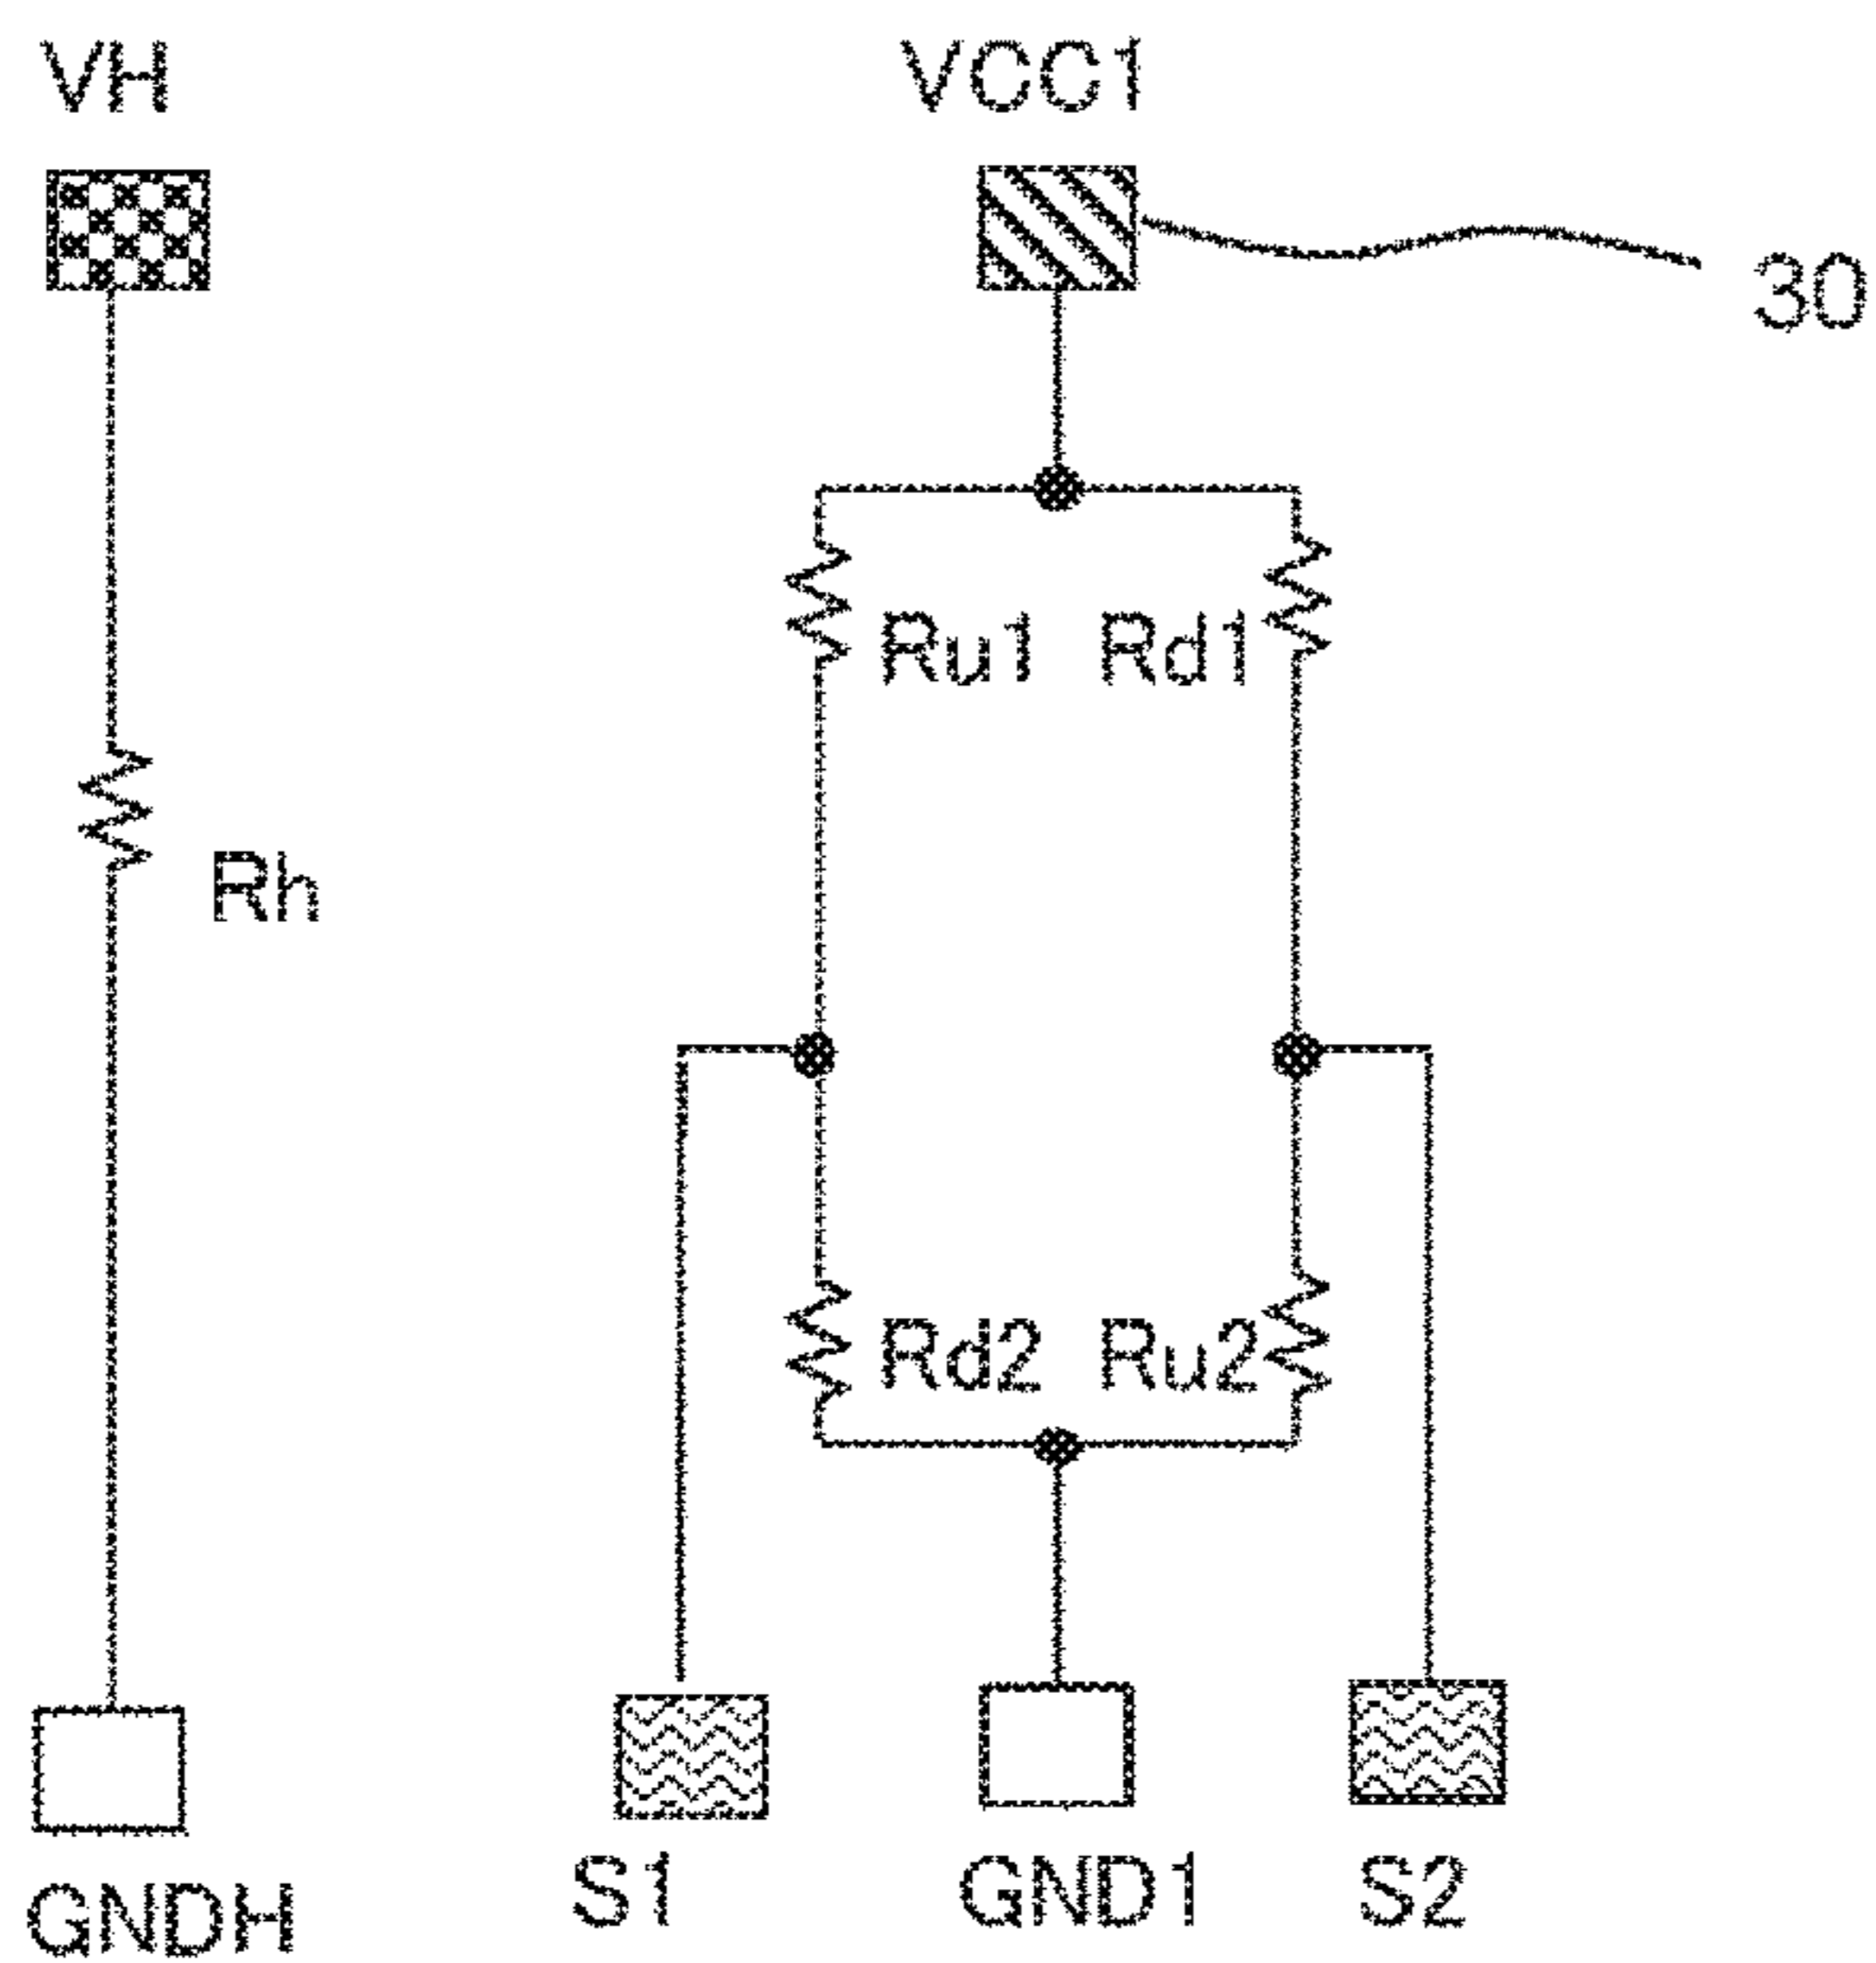 VH
VCC1
30
Ru1
Rd1
Rh
Rd2
Ru2
GNDH
S1
GND1
S2